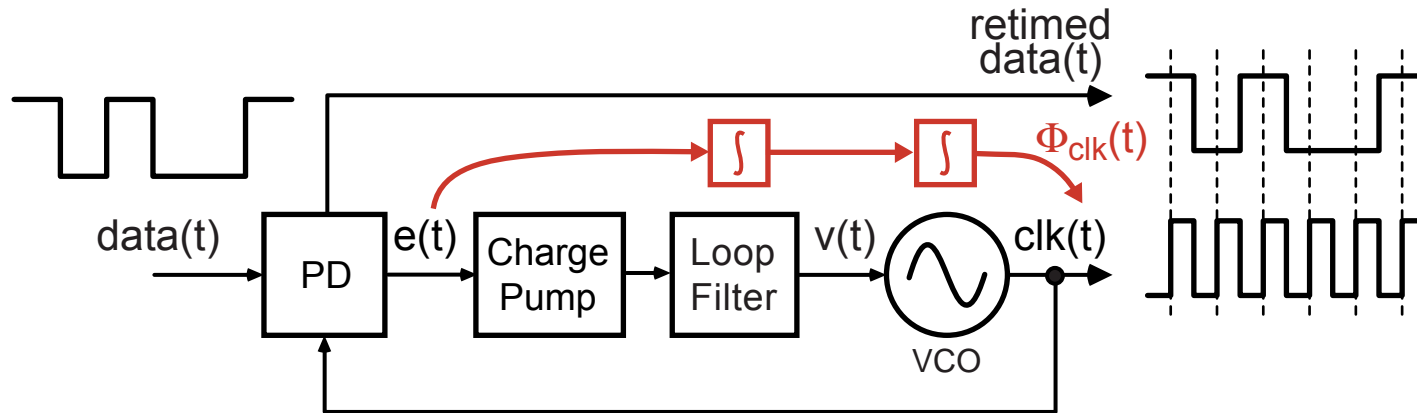 retimed
data(t)
∫
∫
Φclk(t)
data(t)
PD
e(t)
Charge
Pump
Loop
Filter
v(t)
VCO
clk(t)